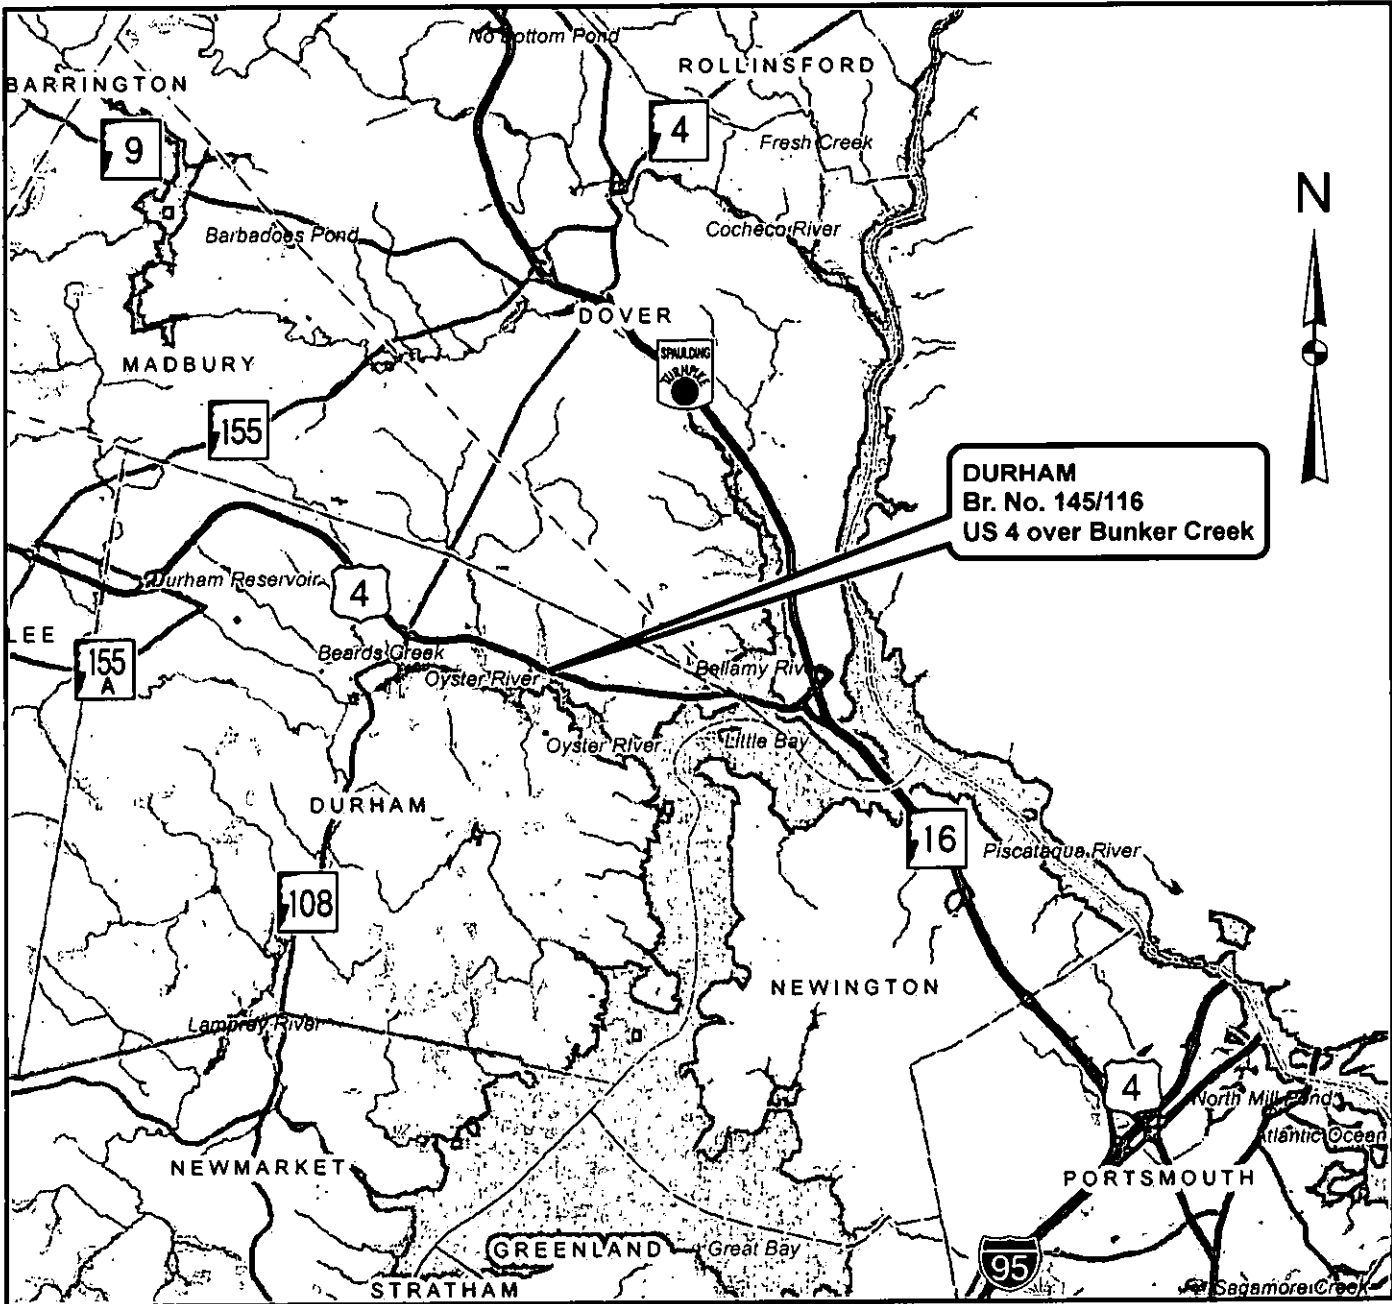 No Bottom Pond
ROLLINSFORD
BARRINGTON
9
4
Fresh Creek
N
Barbadoes Pond
Cocheco River
DOVER
SPAULDING
TURNPIKE
MADBURY
155
DURHAM
Br. No. 145/116
US 4 over Bunker Creek
Durham Reservoir
4
LEE
155
A
Beards Creek
Oyster River
Bellamy River
Oyster River
Little Bay
DURHAM
16
Piscataqua River
108
NEWINGTON
Lamprey River
4
North Mill Pond
Atlantic Ocean
NEWMARKET
PORTSMOUTH
GREENLAND
Great Bay
95
STRATHAM
Sagamore Creek